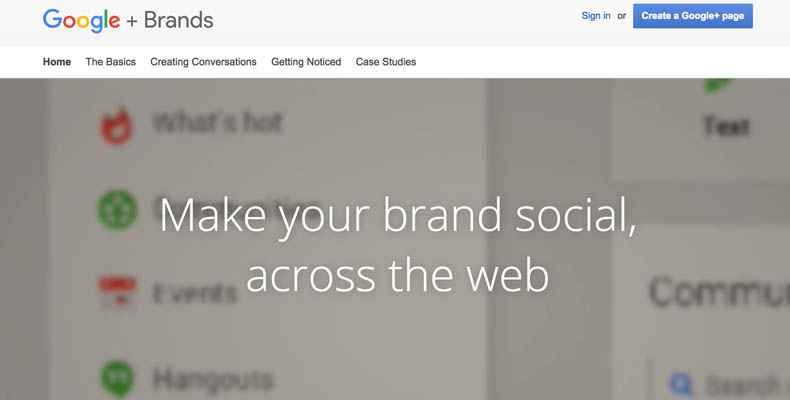 Google + Brands
Sign in or Create a Google+ page
Home The Basics Creating Conversations Getting Noticed Case Studies
What's hot
Text
Make your brand social,
across the web
Events
Hangouts
Search